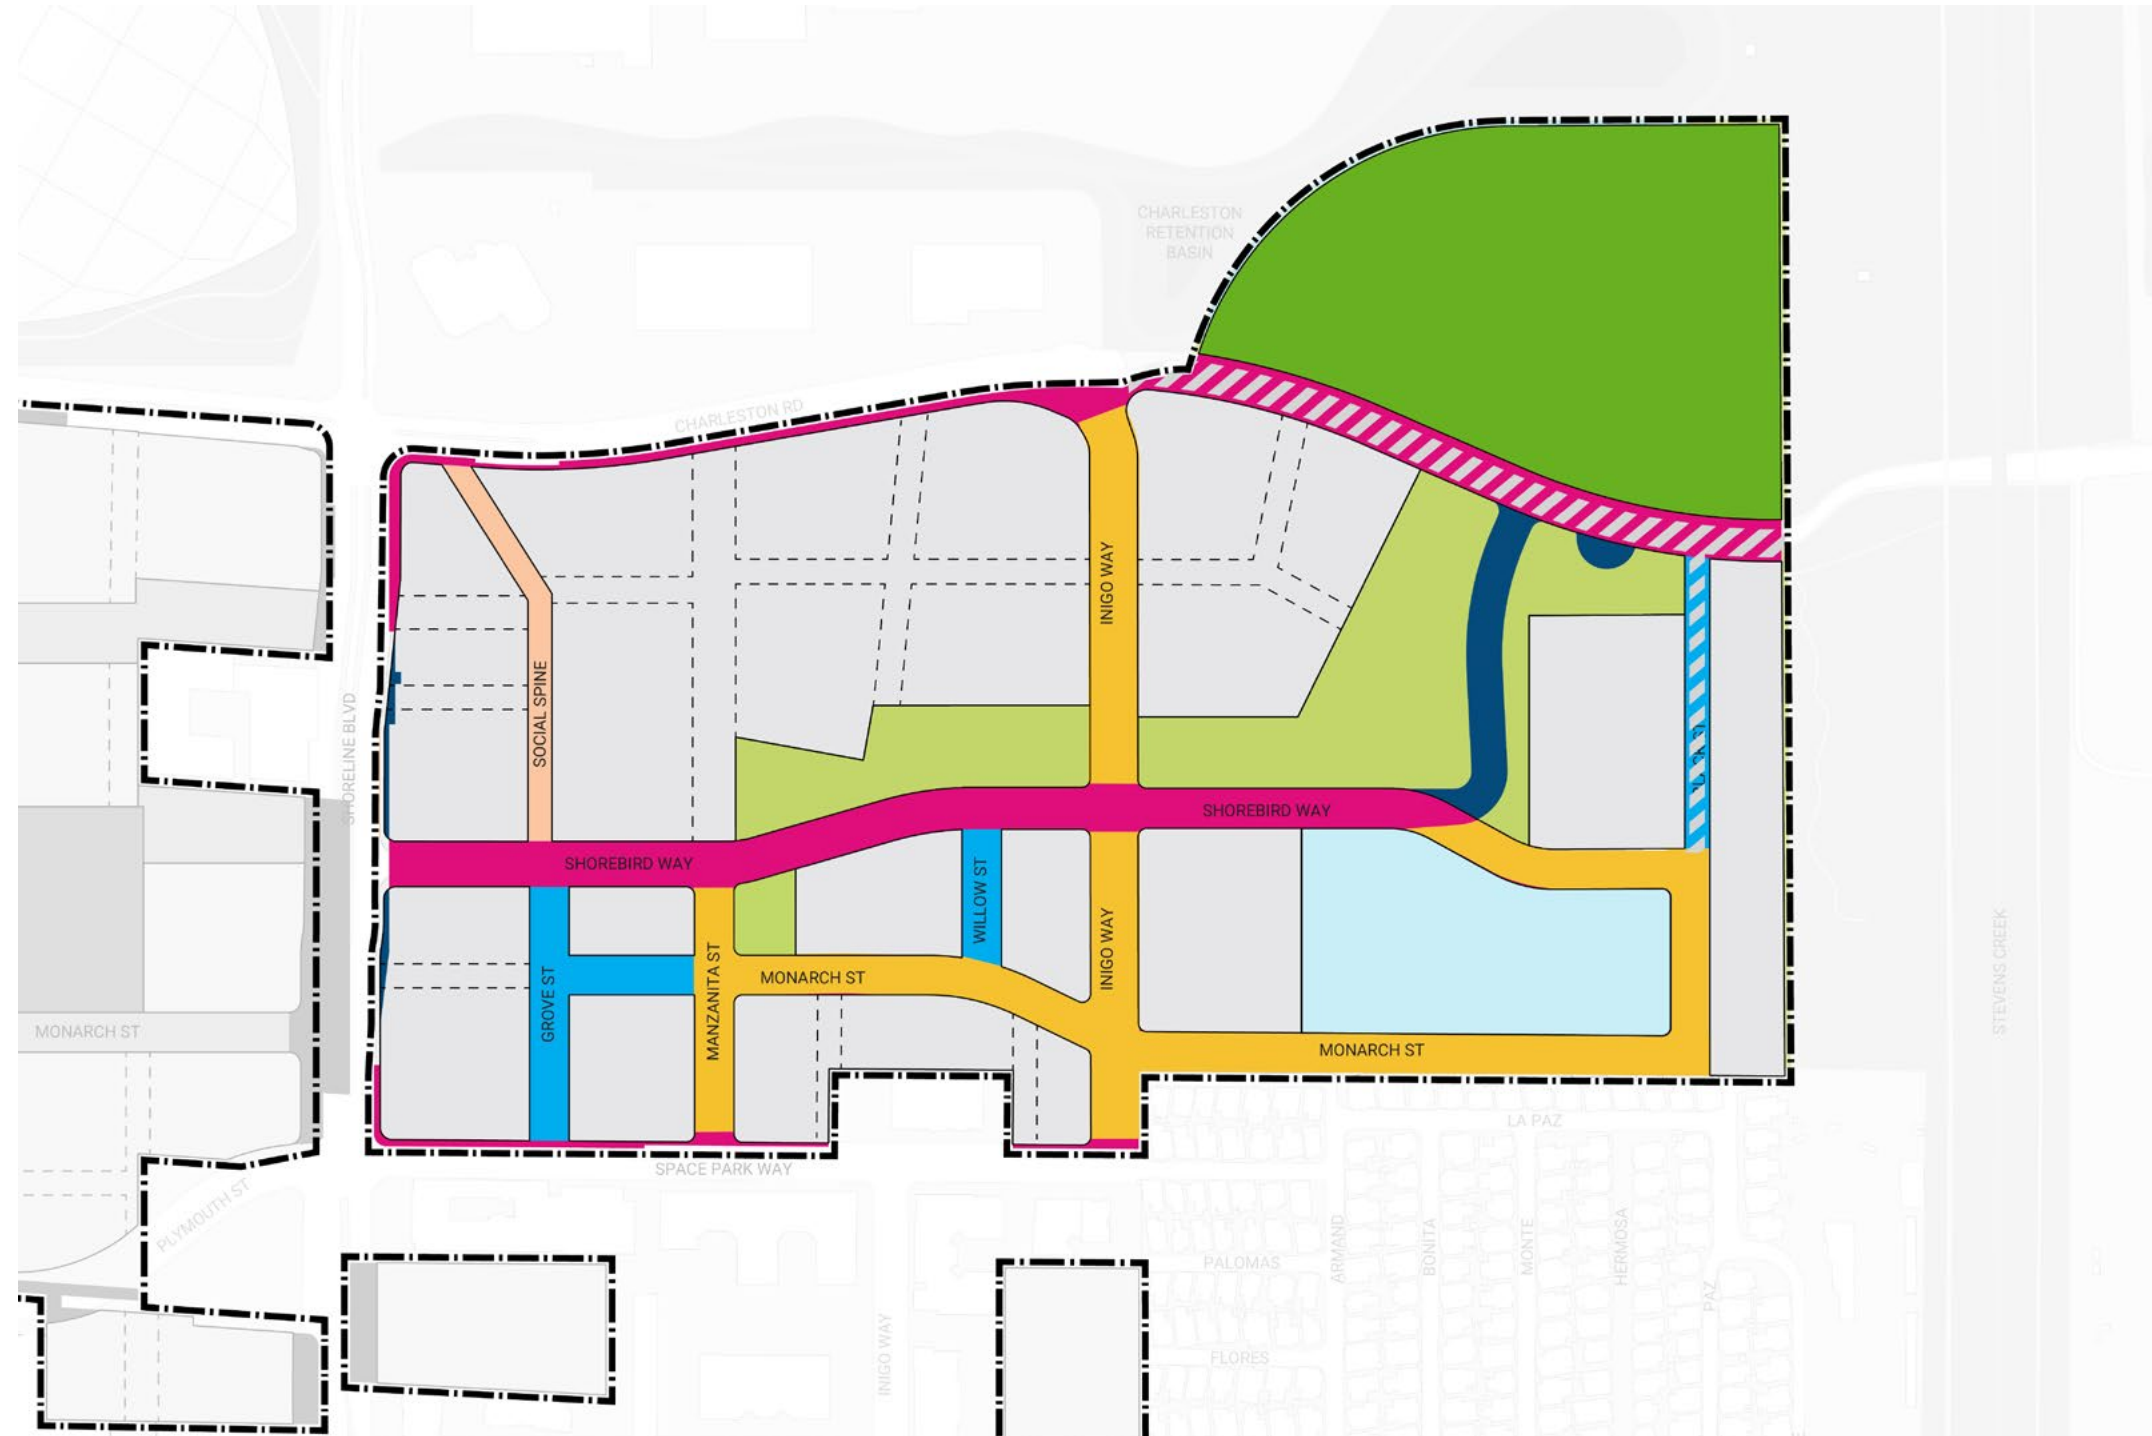 CHARLESTON
RETENTION
BASIN
CHARLESTON RD
INIGO WAY
SOCIAL SPINE
SHORELINE BLVD
SHOREBIRD WAY
SHOREBIRD WAY
WILLOW ST
INIGO WAY
STEVENS CREEK
GROVE ST
MANZANITA ST
MONARCH ST
MONARCH ST
MONARCH ST
LA PAZ
SPACE PARK WAY
PLYMOUTH ST
PALOMAS
ARMAND
BONITA
MONTE
HERMOSA
PAZ
INIGO WAY
FLORES